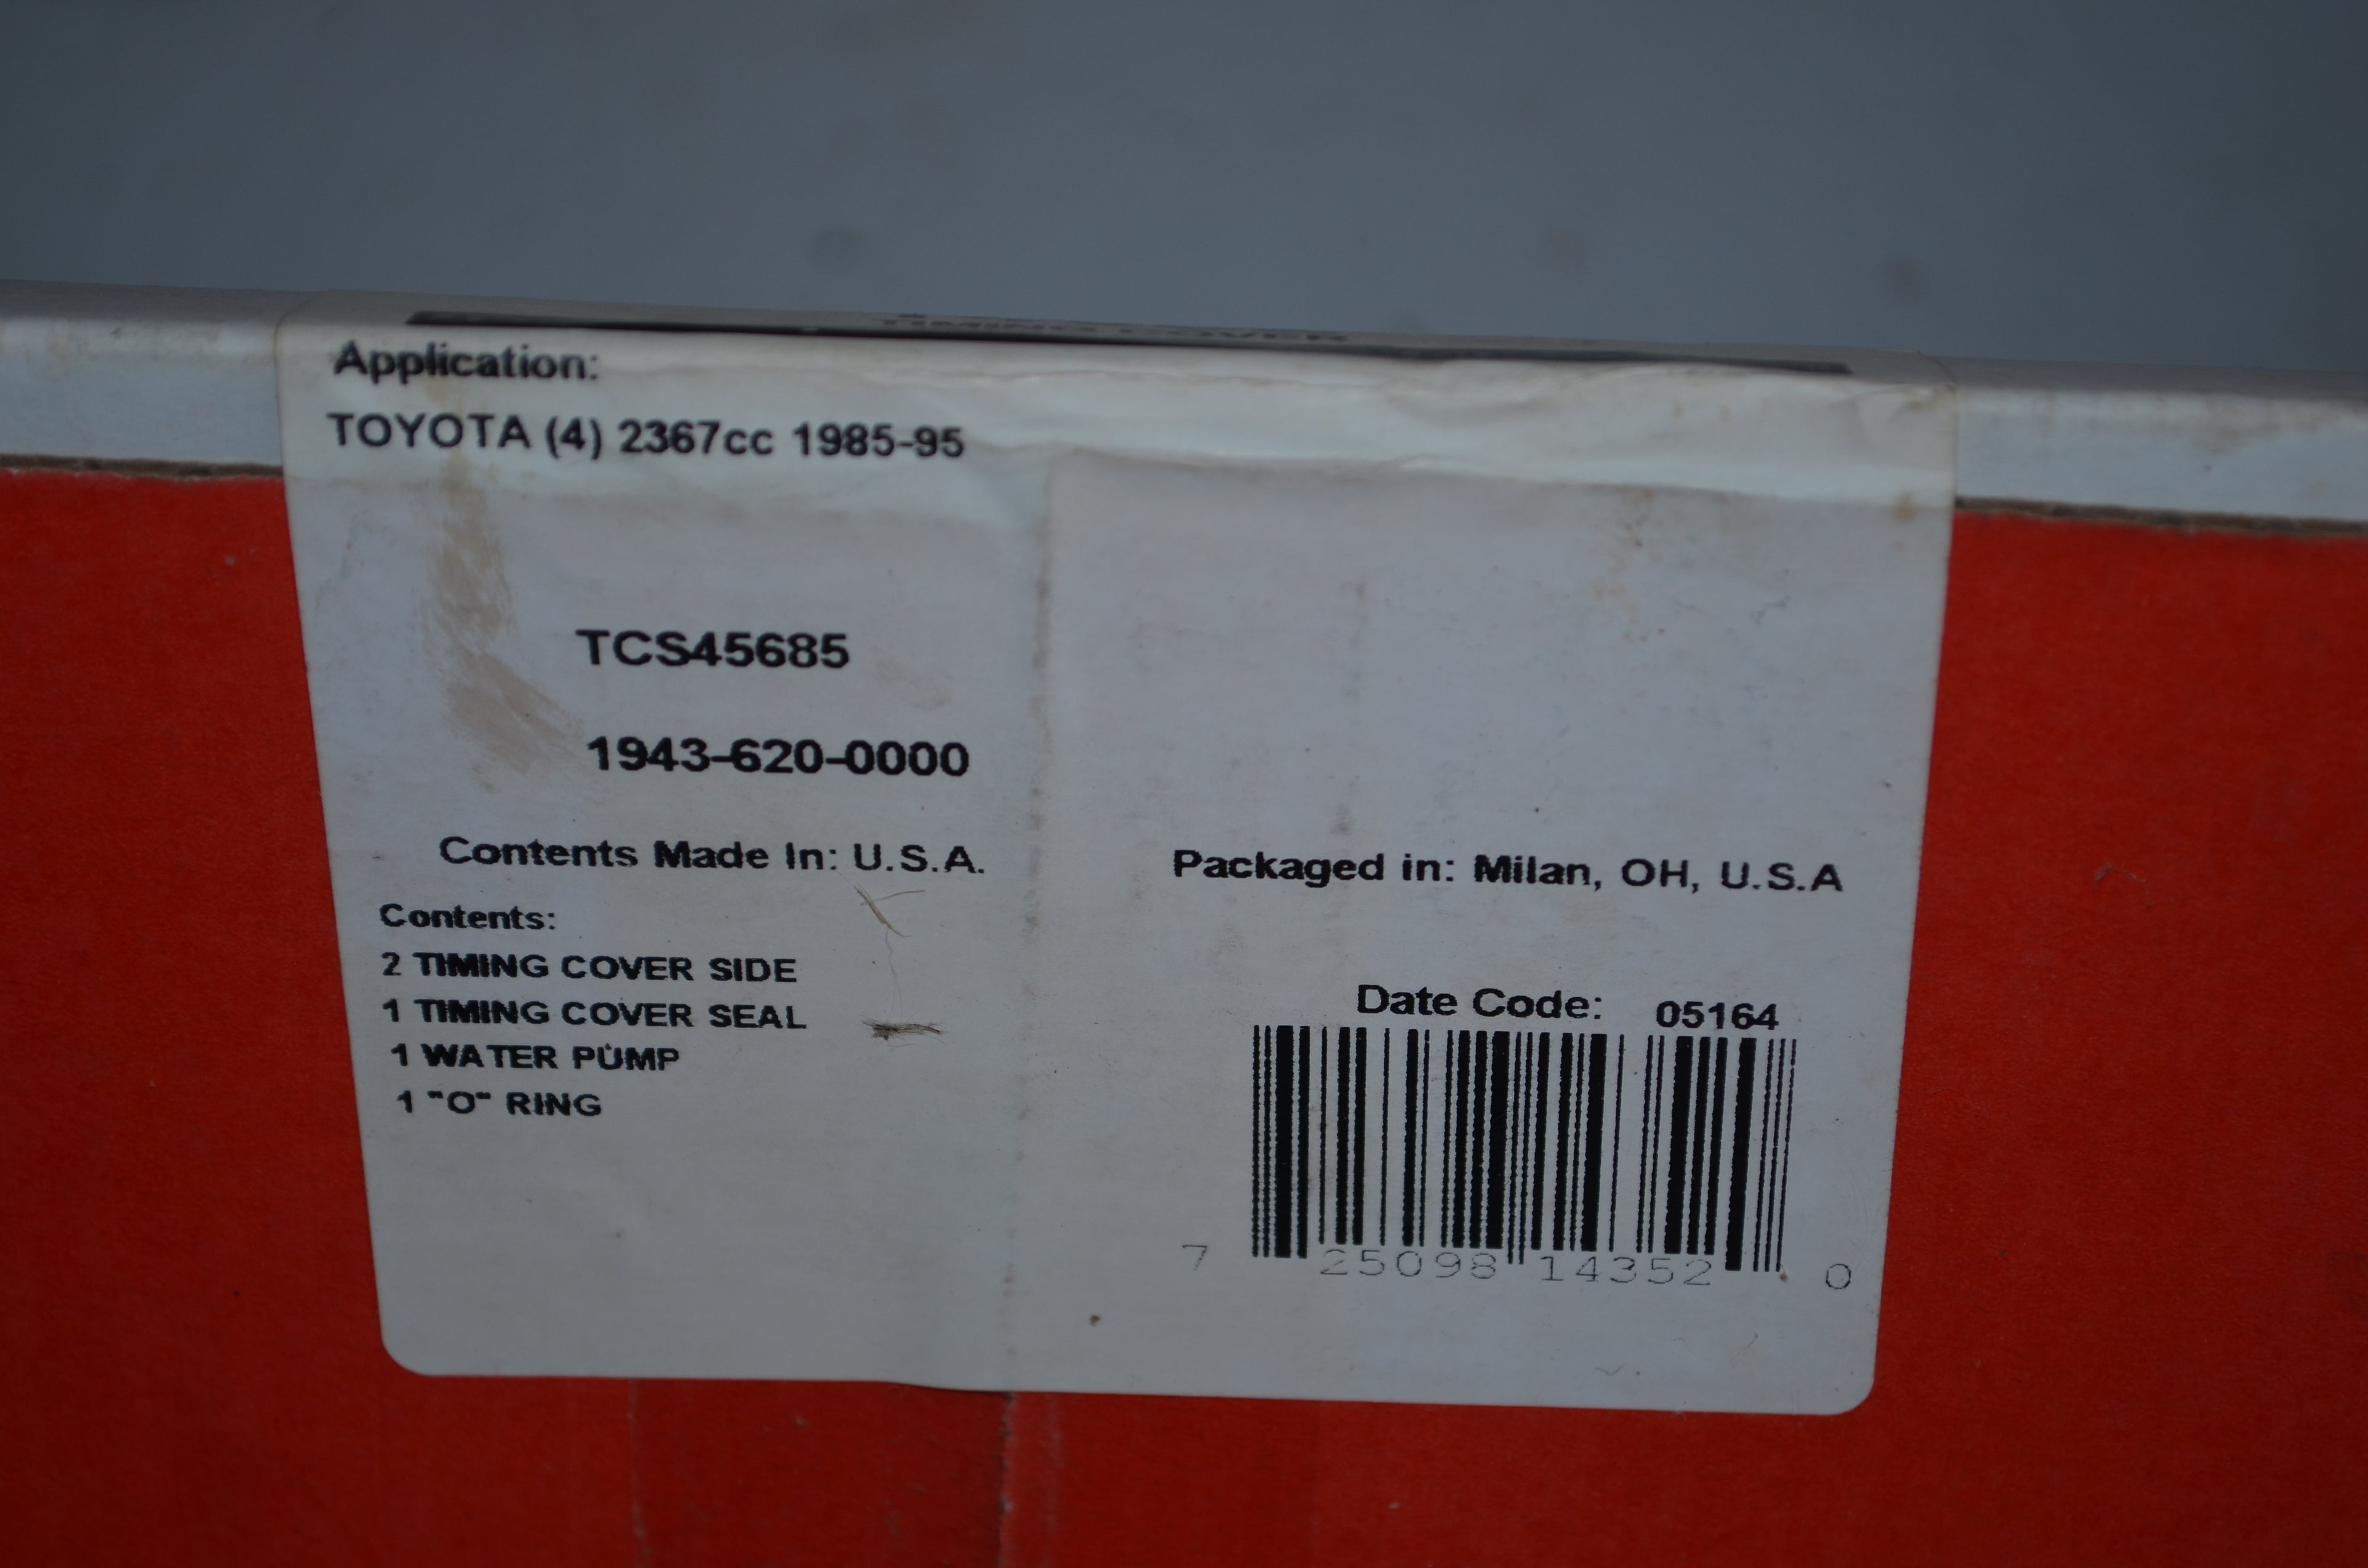 TIMING COVER
Application:
TOYOTA (4) 2367cc 1985-95
TCS45685
1943-620-0000
Contents Made In: U.S.A.
Packaged in: Milan, OH, U.S.A
Contents:
2 TIMING COVER SIDE
1 TIMING COVER SEAL
1 WATER PUMP
1 "O" RING
Date Code: 05164
7 25098 14352 0